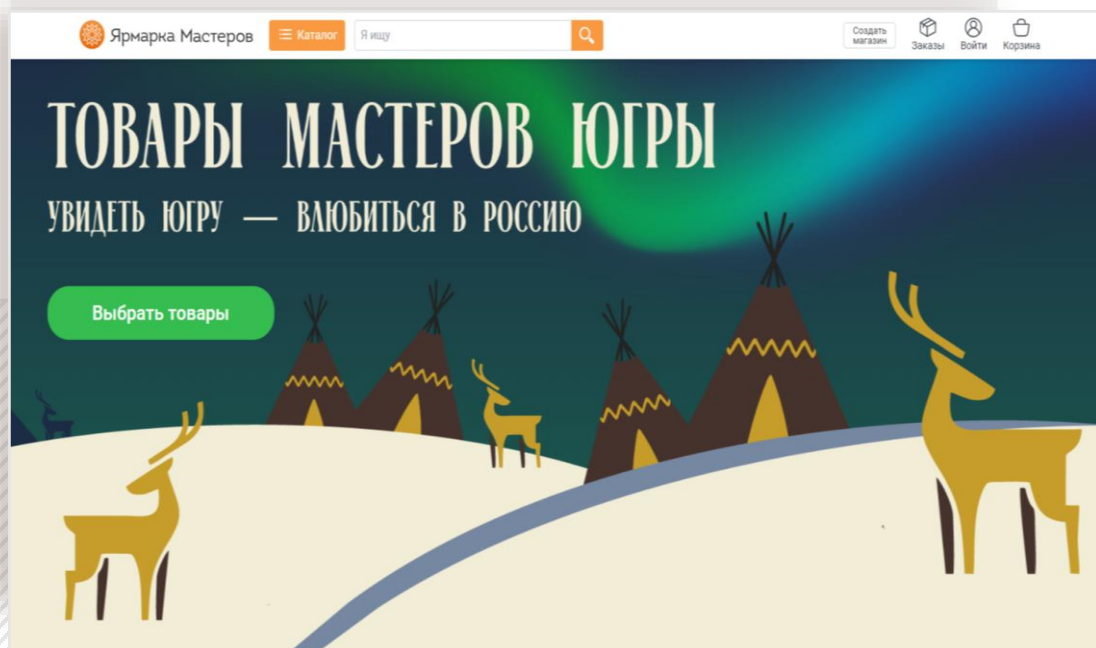 Ярмарка Мастеров
Каталог
Я ищу
Создать
магазин
Заказы
Войти
Корзина
ТОВАРЫ МАСТЕРОВ ЮГРЫ
УВИДЕТЬ ЮГРУ — ВЛЮБИТЬСЯ В РОССИЮ
Выбрать товары